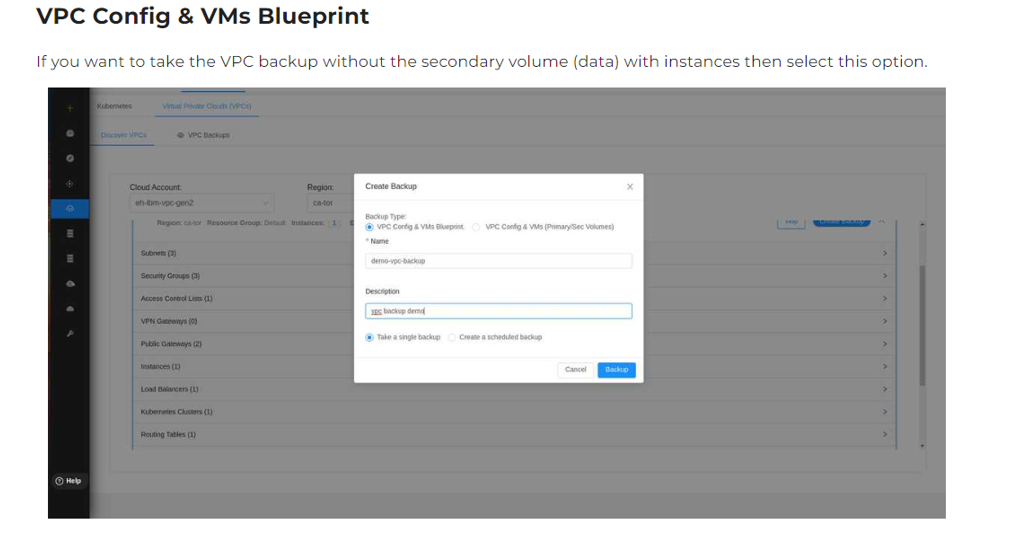 VPC Config & VMs Blueprint
If you want to take the VPC backup without the secondary volume (data) with instances then select this option.
Kubernetes Virtual Private Clouds (VPCs)
Discover VPCs VPC Backups
Cloud Account: Region:
eh-ibm-vpc-gen2 ca-tor
Region: ca-tor Resource Group: Default Instances: 1
Subnets (3)
Security Groups (3)
Access Control Lists (1)
VPN Gateways (0)
Public Gateways (2)
Instances (1)
Load Balancers (1)
Kubernetes Clusters (1)
Routing Tables (1)
Help
Create Backup
Backup Type:
VPC Config & VMs Blueprint VPC Config & VMs (Primary/Sec Volumes)
* Name
demo-vpc-backup
Description
vpc backup demo
Take a single backup Create a scheduled backup
Cancel Backup